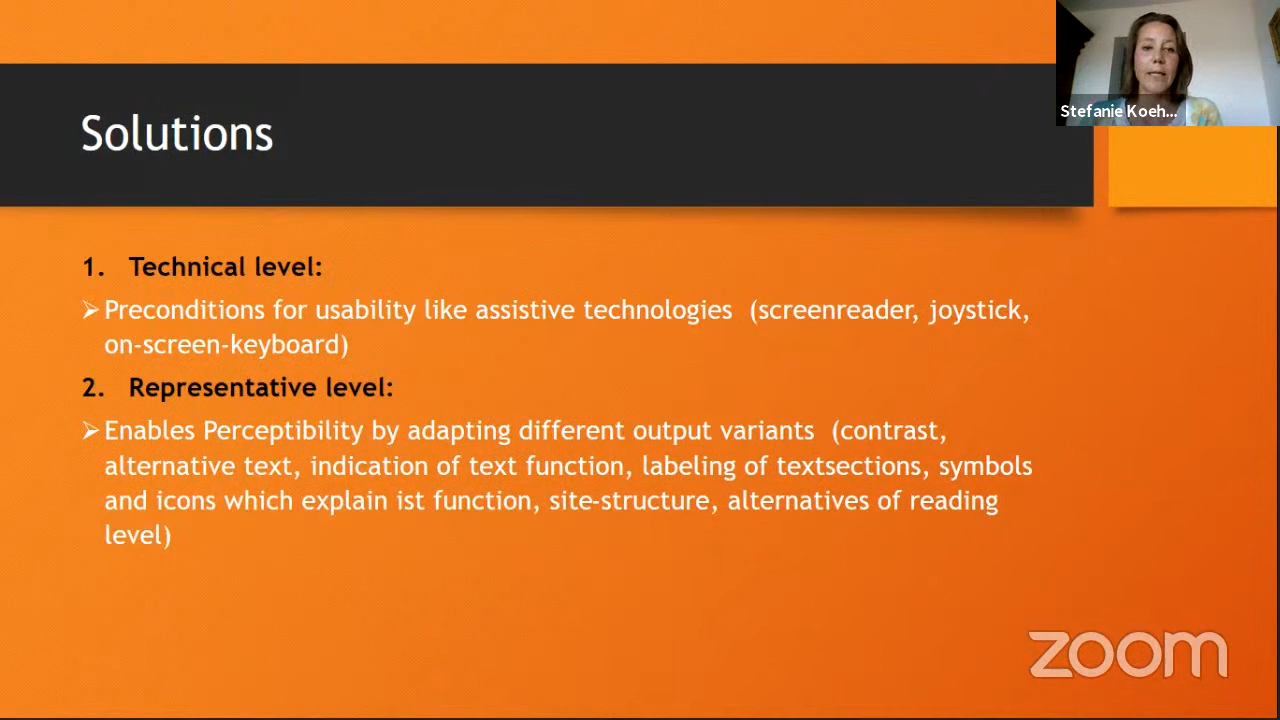 Stefanie Koeh...
Solutions
1. Technical level:
➢Preconditions for usability like assistive technologies (screenreader, joystick,
on-screen-keyboard)
2. Representative level:
➢Enables Perceptibility by adapting different output variants (contrast,
alternative text, indication of text function, labeling of textsections, symbols
and icons which explain ist function, site-structure, alternatives of reading
level)
zoom